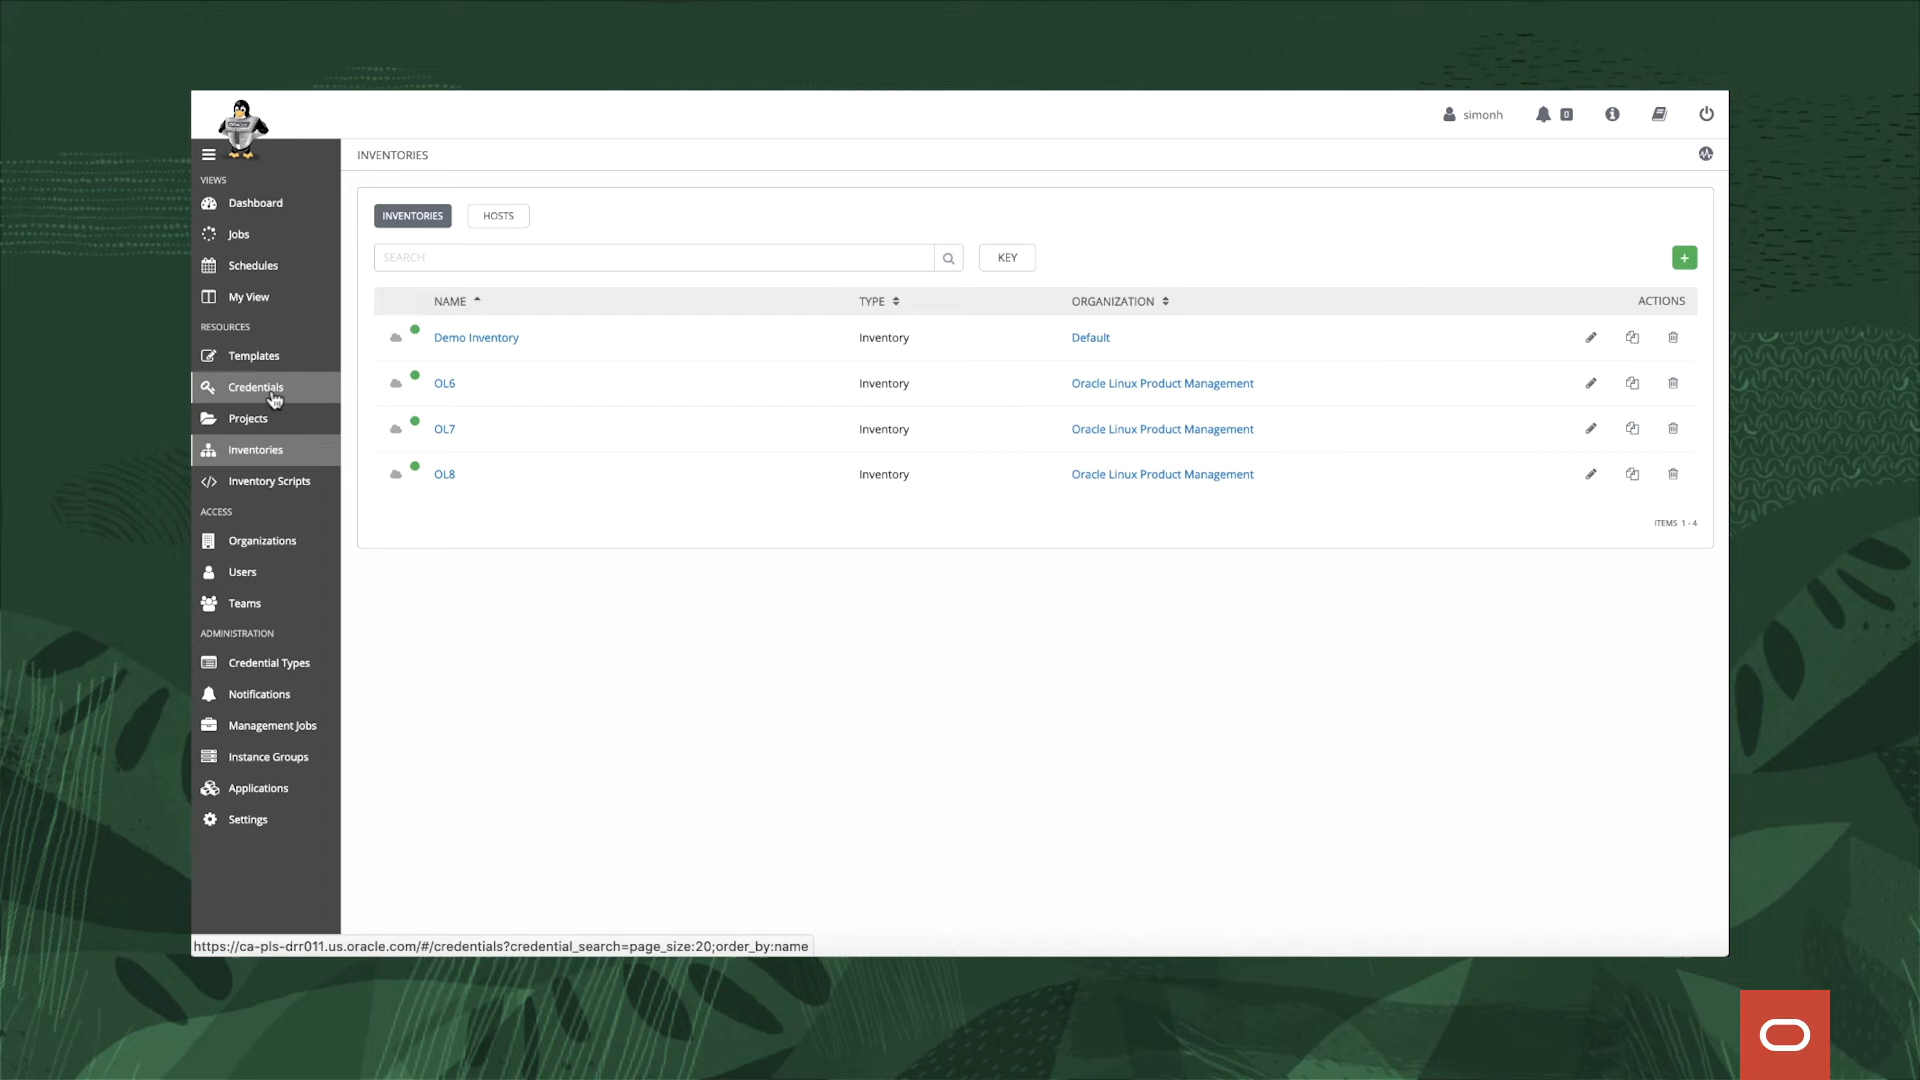 simonh
0
INVENTORIES
VIEWS
Dashboard
Jobs
Schedules
My View
RESOURCES
Templates
Credentials
Projects
Inventories
Inventory Scripts
ACCESS
Organizations
Users
Teams
ADMINISTRATION
Credential Types
Notifications
Management Jobs
Instance Groups
Applications
Settings
INVENTORIES HOSTS
SEARCH KEY +
NAME TYPE ORGANIZATION ACTIONS
Demo Inventory Inventory Default
OL6 Inventory Oracle Linux Product Management
OL7 Inventory Oracle Linux Product Management
OL8 Inventory Oracle Linux Product Management
ITEMS 1 - 4
https://ca-pls-drr011.us.oracle.com/#/credentials?credential_search=page_size:20;order_by:name